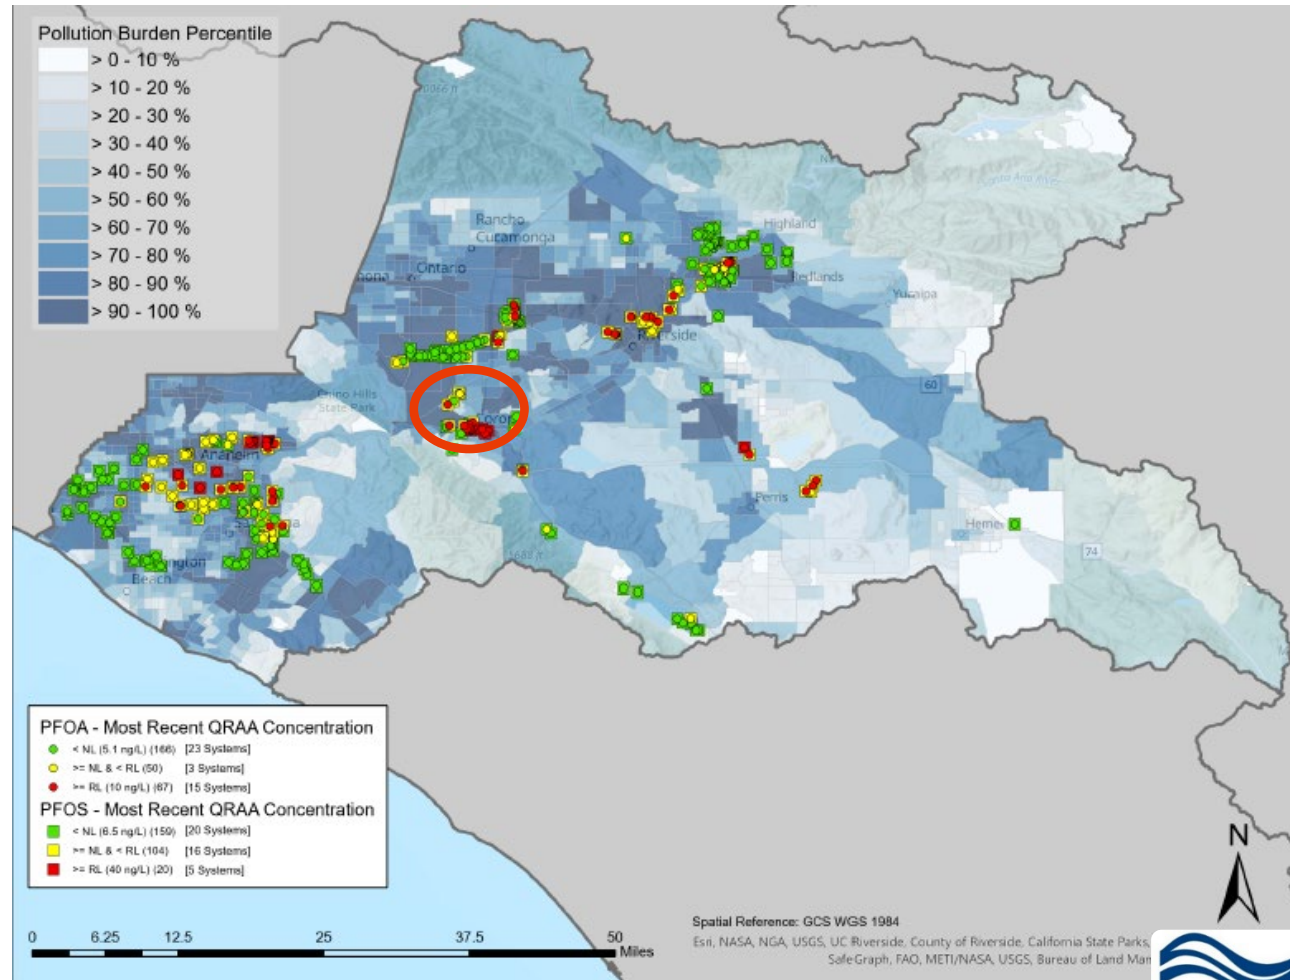 Pollution Burden Percentile
> 0 - 10 %
> 10 - 20 %
> 20 - 30 %
> 30 - 40 %
> 40 - 50 %
> 50 - 60 %
> 60 - 70 %
> 70 - 80 %
> 80 - 90 %
> 90 - 100 %
Highland
Rancho
Cucamonga
Ontario
Redlands
Yucaipa
Riverside
Chino Hills
State Park
60
Anaheim
Perris
Hemet
74
Beach
PFOA - Most Recent QRAA Concentration
< NL (5.1 ng/L) (166) [23 Systems]
>= NL & < RL (50) [3 Systems]
>= RL (10 ng/L) (67) [15 Systems]
PFOS - Most Recent QRAA Concentration
< NL (6.5 ng/L) (159) [20 Systems]
>= NL & < RL (104) [16 Systems]
>= RL (40 ng/L) (20) [5 Systems]
N
0 6.25 12.5 25 37.5 50
Miles
Spatial Reference: GCS WGS 1984
Esri, NASA, NGA, USGS, UC Riverside, County of Riverside, California State Parks,
SafeGraph, FAO, METI/NASA, USGS, Bureau of Land Man